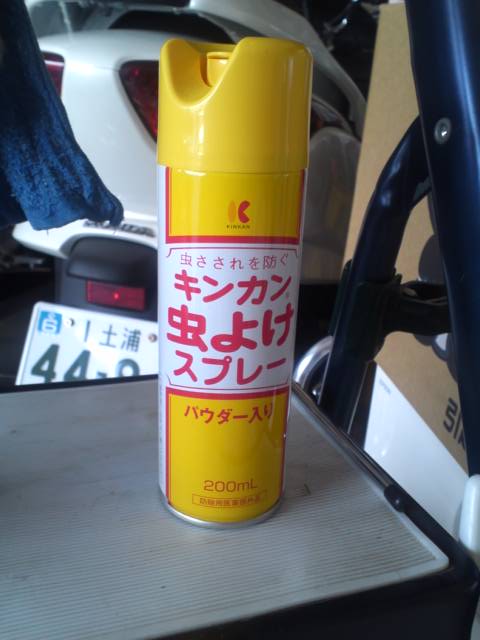 KINKAN
虫さされを防ぐ
キンカン®
虫よけ
スプレー
パウダー入り
200mL
防除用医薬部外品
土浦